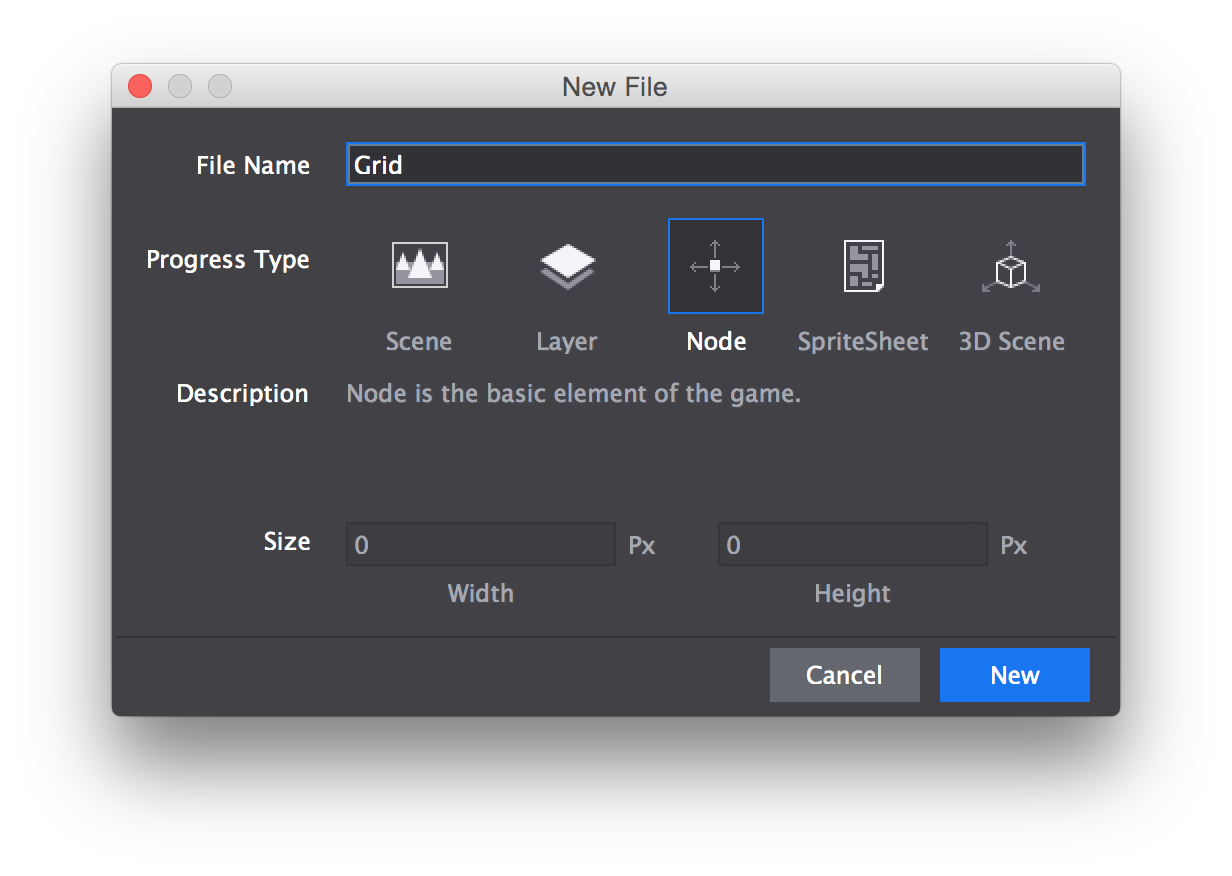 New File
File Name Grid
Progress Type
Scene Layer Node SpriteSheet 3D Scene
Description Node is the basic element of the game.
Size 0 Px 0 Px
Width Height
Cancel New